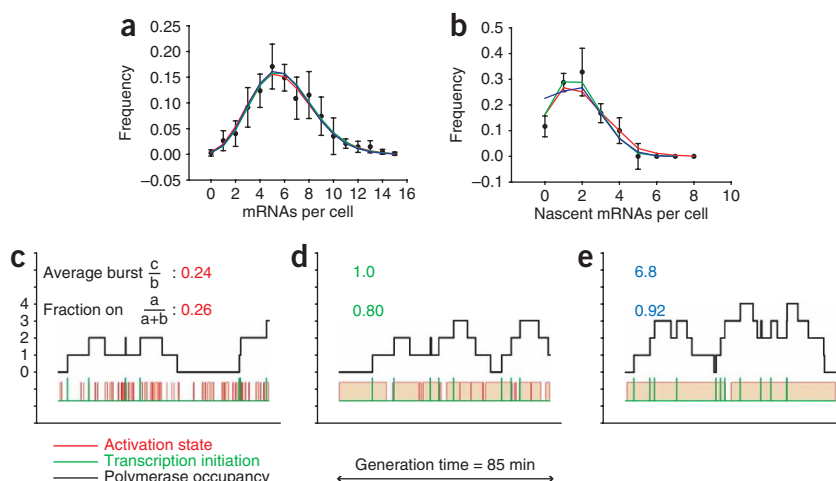 a
0.25
0.20
0.15
0.10
0.05
0.00
–0.05
Frequency
0 2 4 6 8 10 12 14 16
mRNAs per cell
b
0.5
0.4
0.3
0.2
0.1
0.0
–0.1
Frequency
0 2 4 6 8 10
Nascent mRNAs per cell
c
Average burst c/b : 0.24
Fraction on a/a+b : 0.26
4
3
2
1
0
d
1.0
0.80
e
6.8
0.92
Activation state
Transcription initiation
Polymerase occupancy
Generation time = 85 min